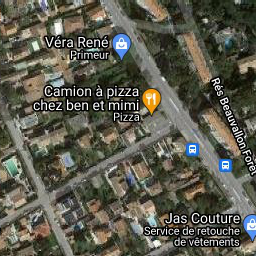 Véra René
Primeur
Camion à pizza
chez ben et mimi
Pizza
Rés Beauvallon Foret
Jas Couture
Service de retouche
de vêtements